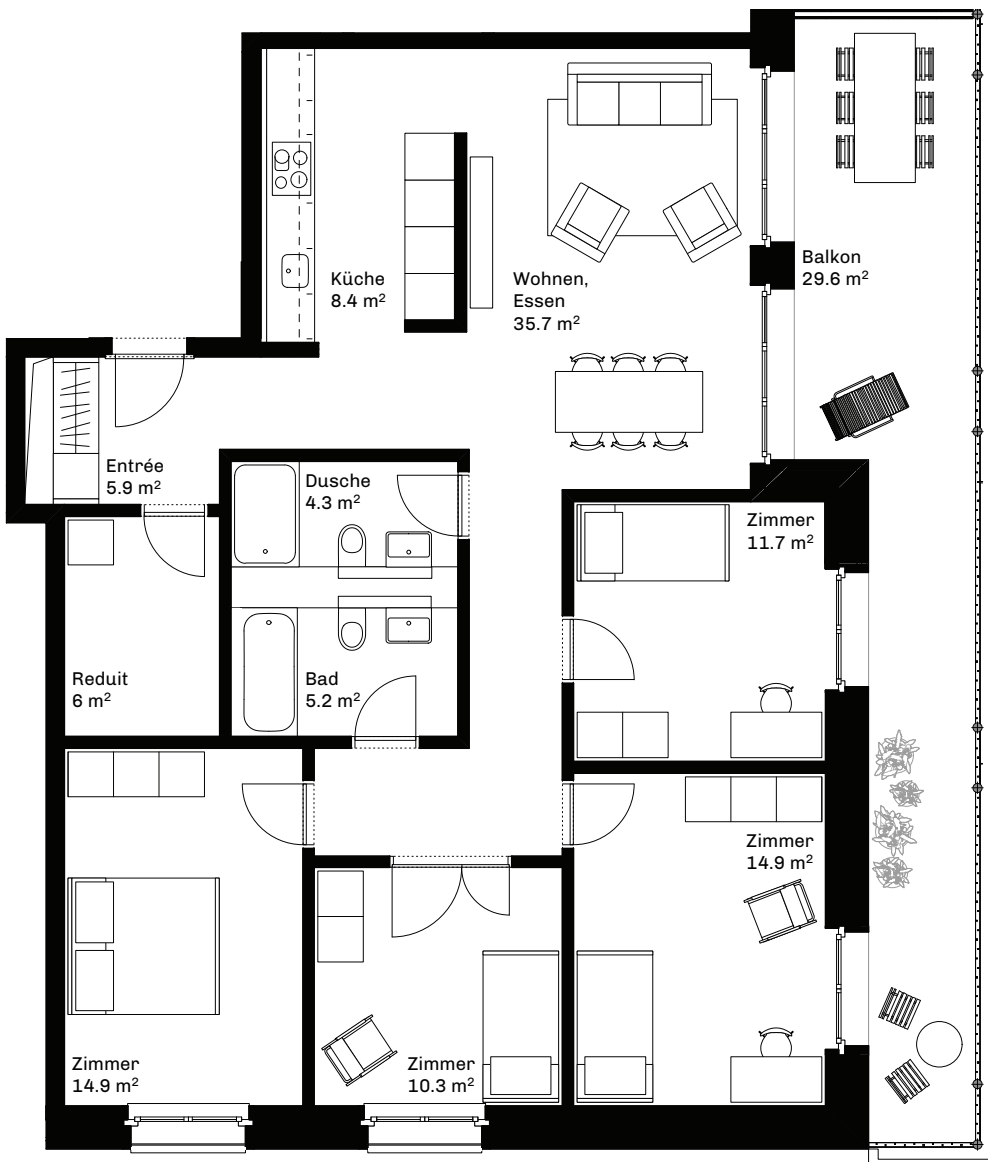 Balkon
29.6 m²
Küche
8.4 m²
Wohnen,
Essen
35.7 m²
Entrée
5.9 m²
Dusche
4.3 m²
Zimmer
11.7 m²
Reduit
6 m²
Bad
5.2 m²
Zimmer
14.9 m²
Zimmer
14.9 m²
Zimmer
10.3 m²